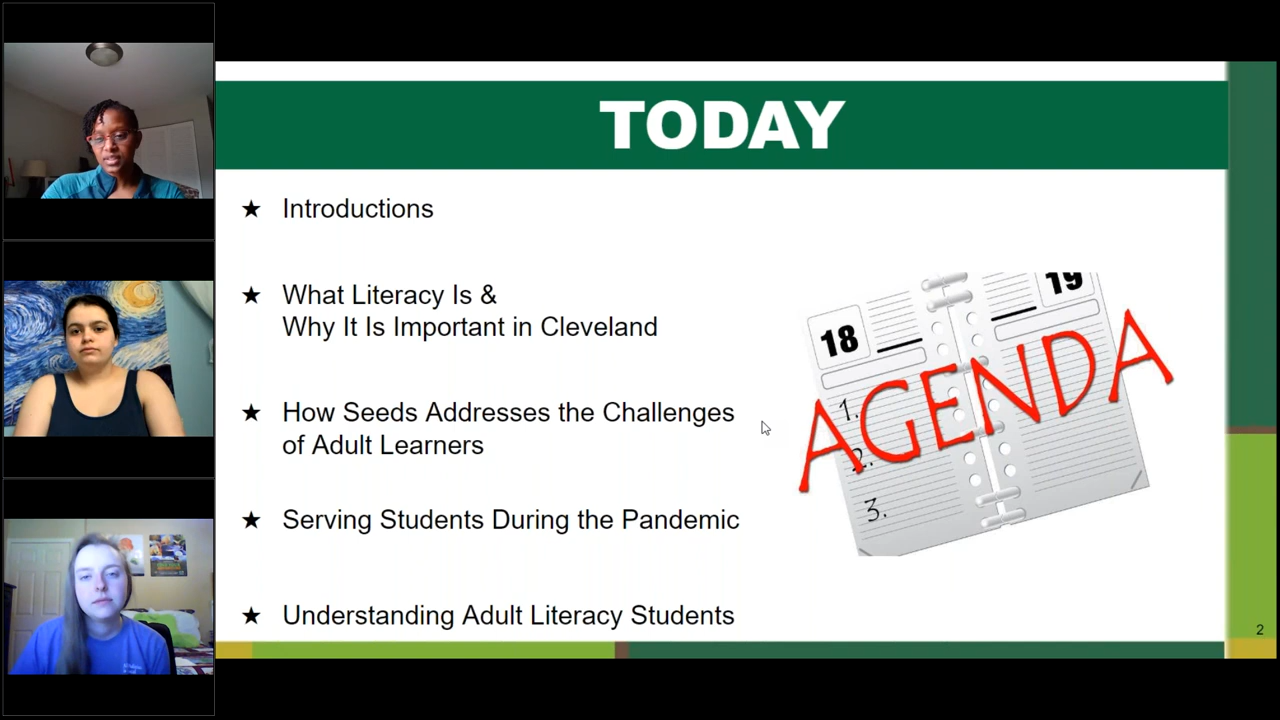 TODAY
★ Introductions
★ What Literacy Is &
Why It Is Important in Cleveland
★ How Seeds Addresses the Challenges
of Adult Learners
★ Serving Students During the Pandemic
★ Understanding Adult Literacy Students
18
19
AGENDA
1.
2.
3.
2